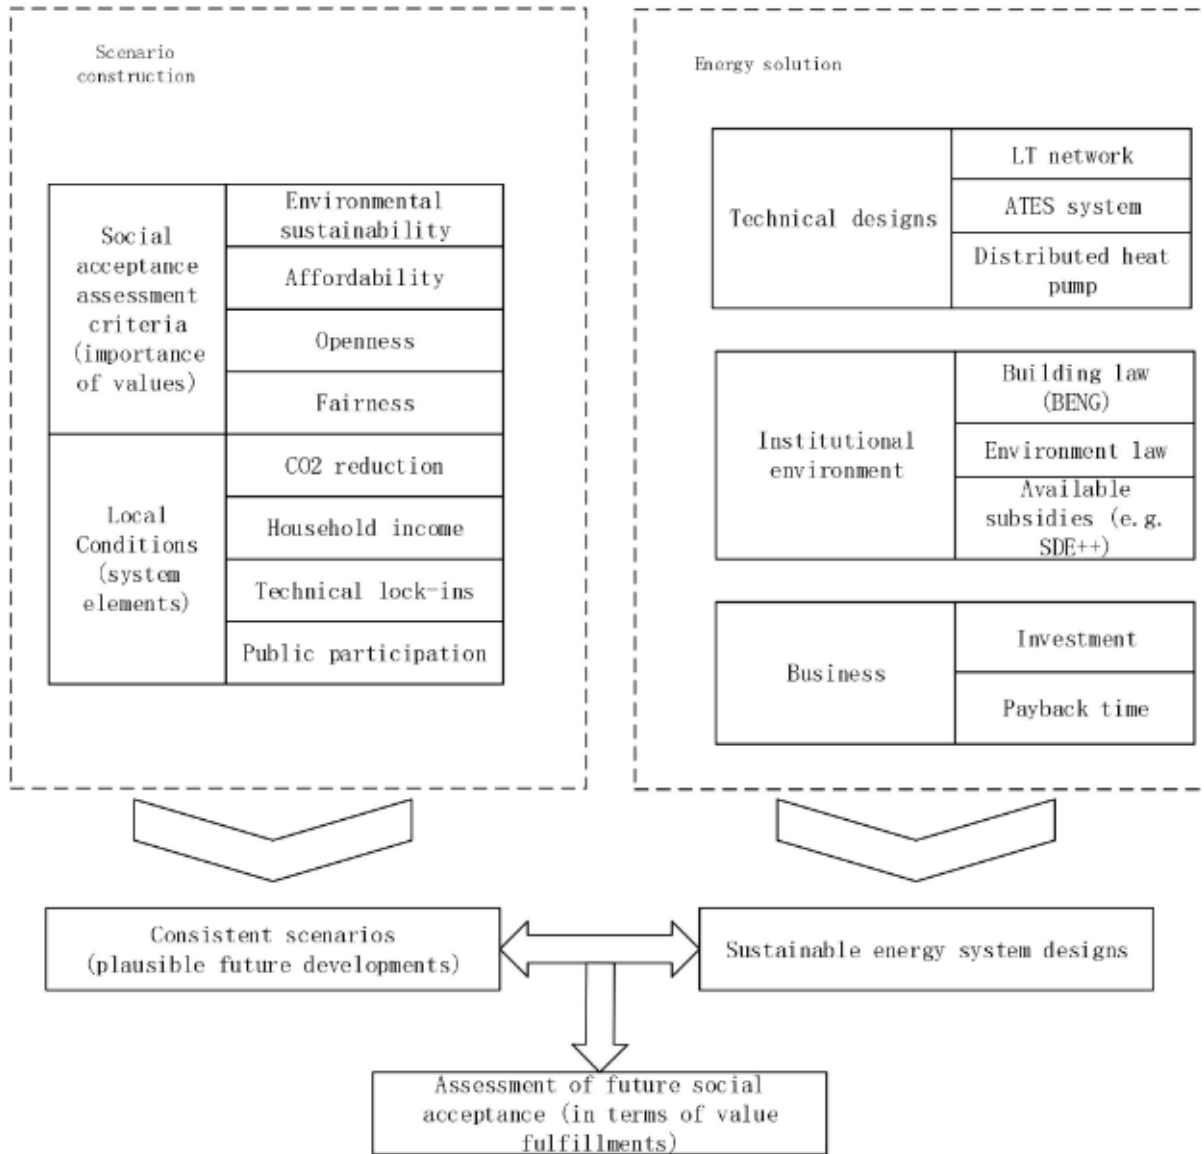 Scenario
construction
Social
acceptance
assessment
criteria
(importance
of values)
Environmental
sustainability
Affordability
Openness
Fairness
Local
Conditions
(system
elements)
CO2 reduction
Household income
Technical lock-ins
Public participation
Energy solution
Technical designs
LT network
ATES system
Distributed heat
pump
Institutional
environment
Building law
(BENG)
Environment law
Available
subsidies (e.g.
SDE++)
Business
Investment
Payback time
Consistent scenarios
(plausible future developments)
Sustainable energy system designs
Assessment of future social
acceptance (in terms of value
fulfillments)